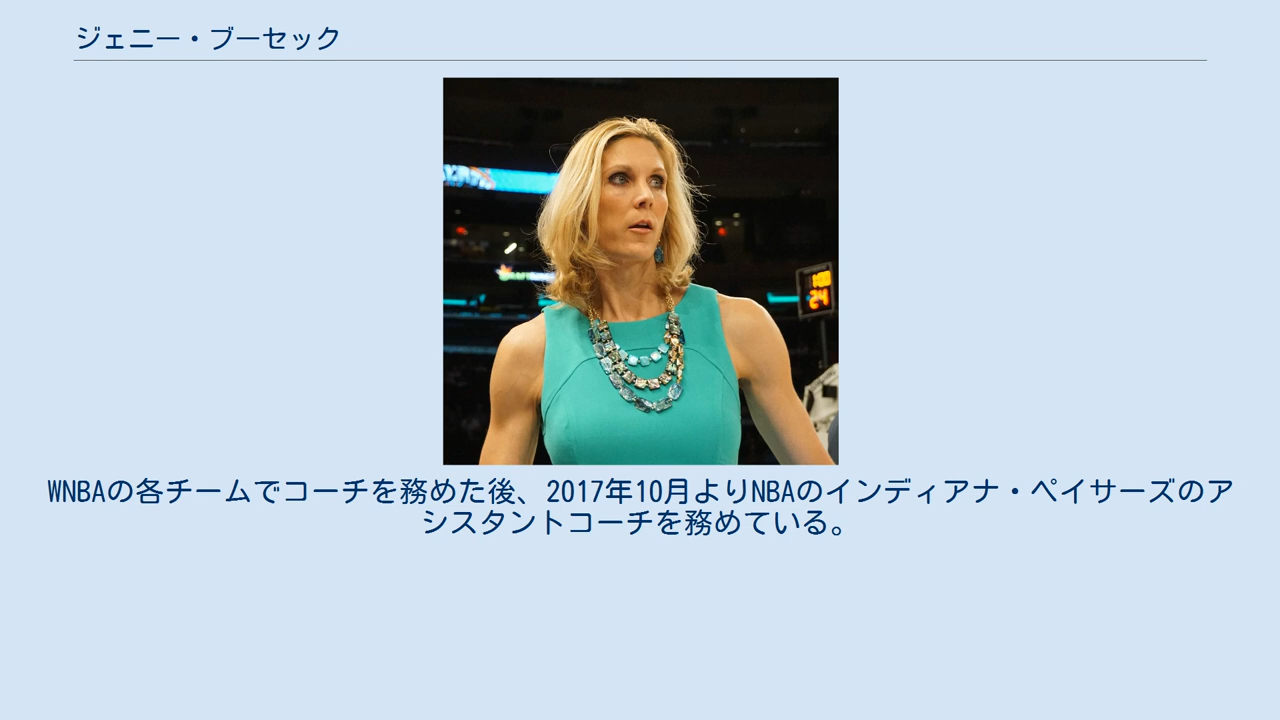 ジェニー・ブーセック
24
WNBAの各チームでコーチを務めた後、2017年10月よりNBAのインディアナ・ペイサーズのア
シスタントコーチを務めている。